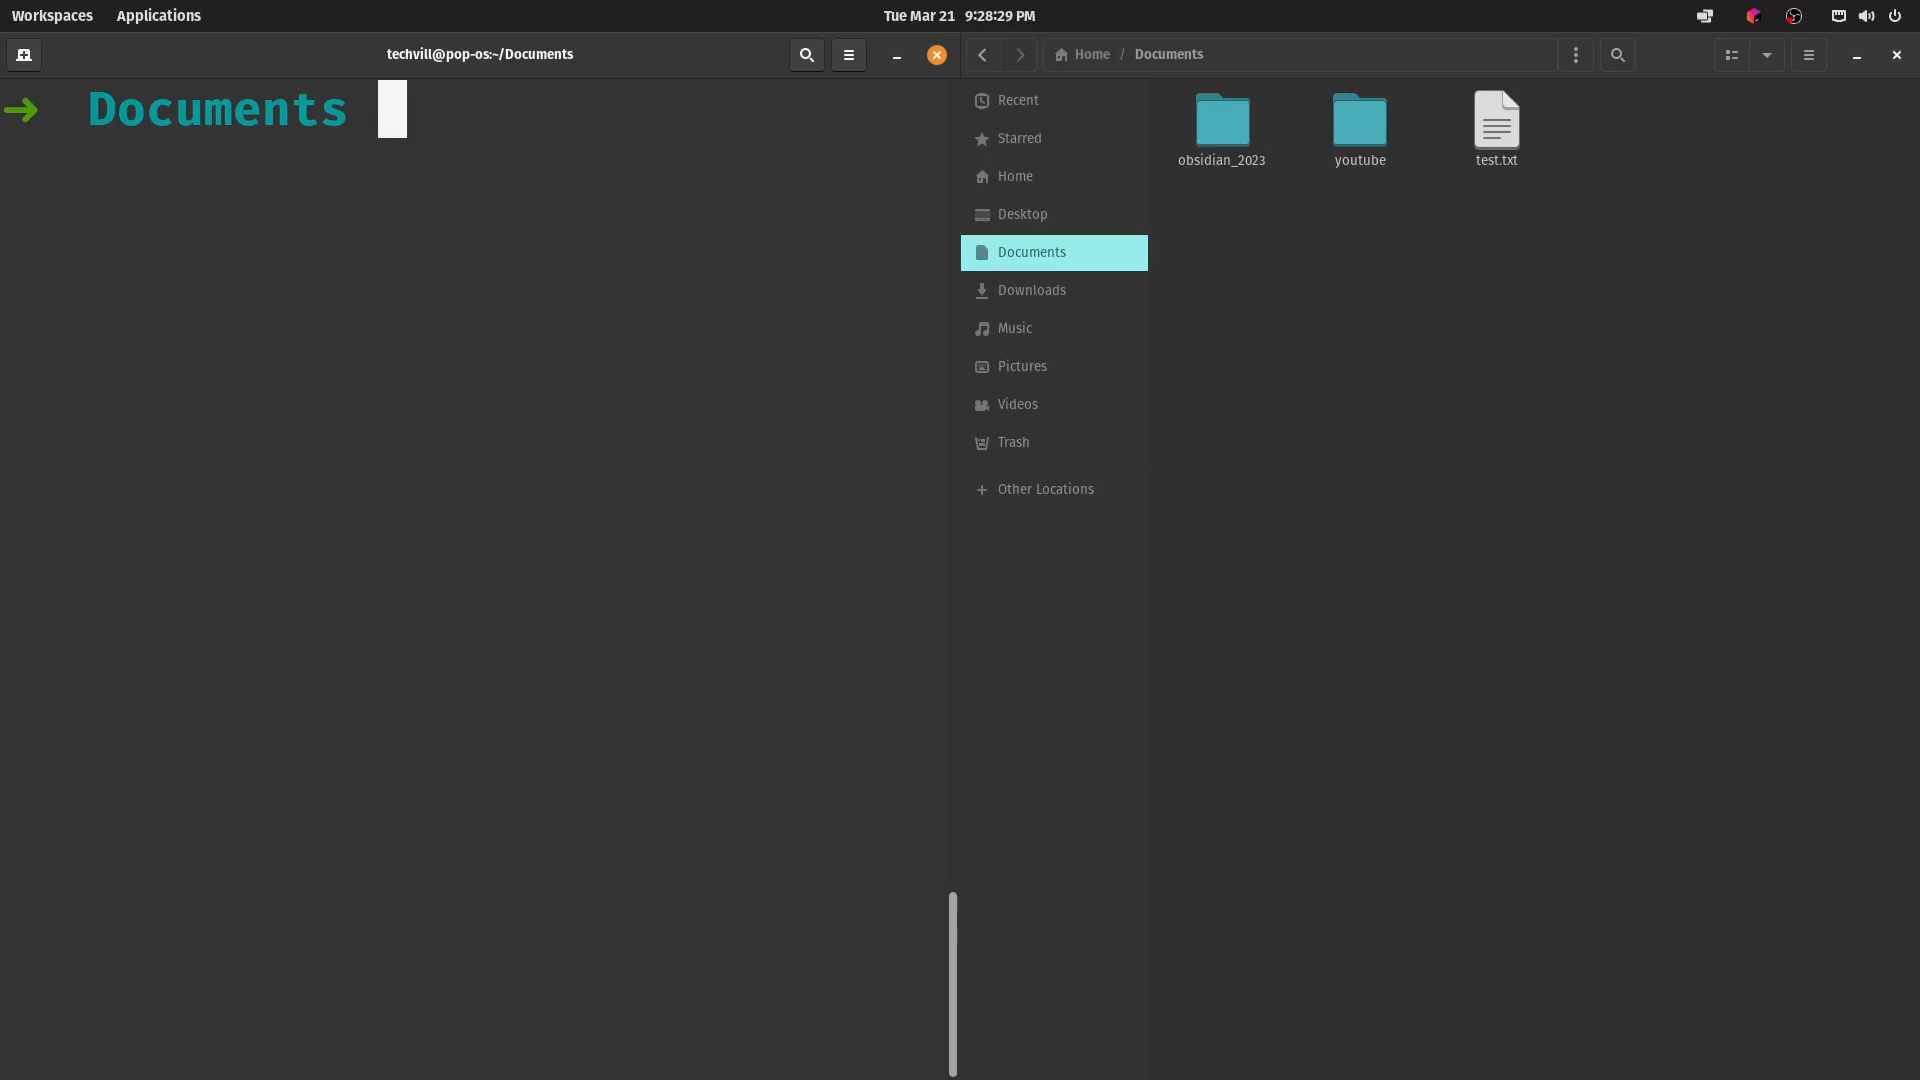 Workspaces Applications Tue Mar 21 9:28:29 PM
techvill@pop-os:~/Documents
Home / Documents
➜ Documents
Recent
Starred
Home
Desktop
Documents
Downloads
Music
Pictures
Videos
Trash
+ Other Locations
obsidian_2023
youtube
test.txt